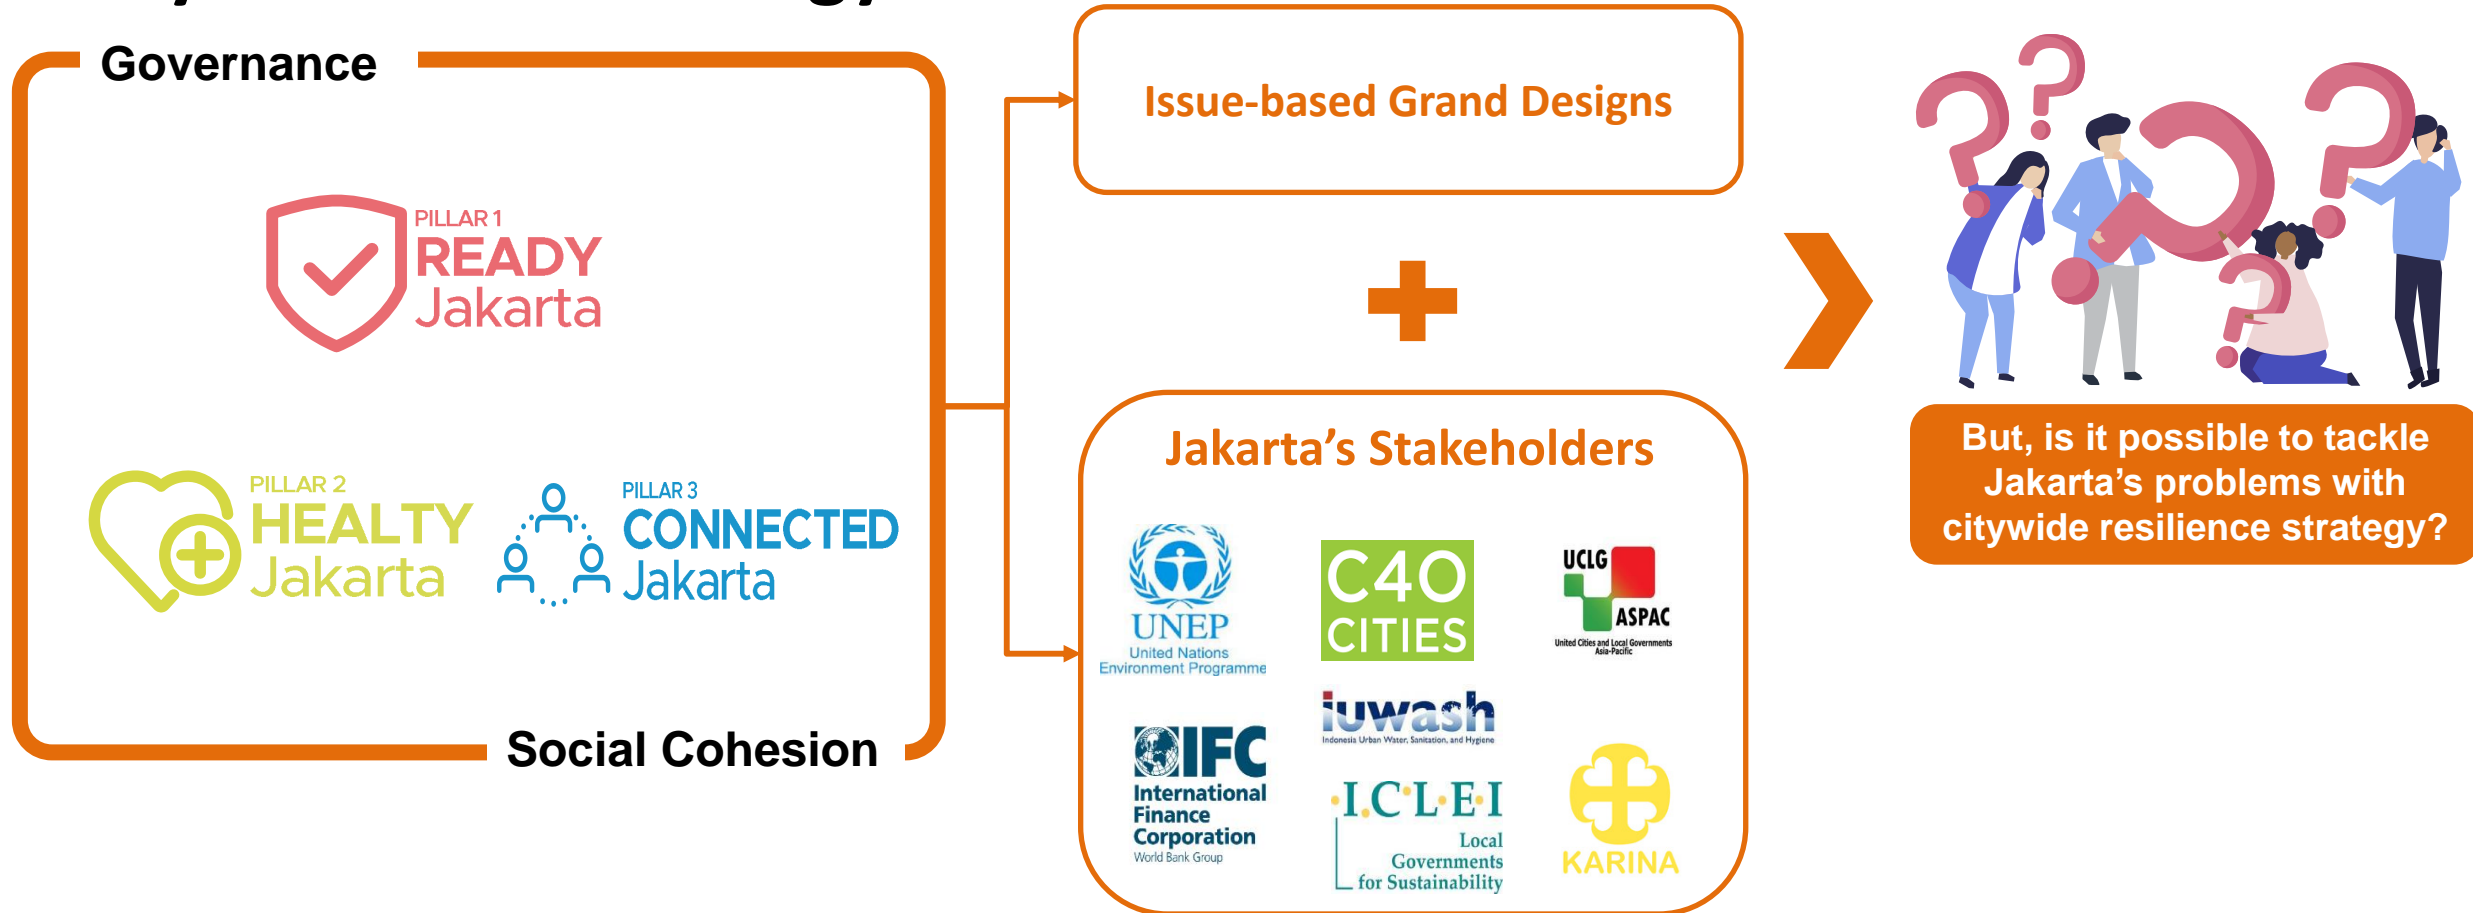 Governance
PILLAR 1
READY
Jakarta
PILLAR 2
HEALTY
Jakarta
PILLAR 3
CONNECTED
Jakarta
Social Cohesion
Issue-based Grand Designs
Jakarta's Stakeholders
UNEP
United Nations
Environment Programme
C40
CITIES
UCLG
ASPAC
United Cities and Local Governments
Asia-Pacific
IFC
International
Finance
Corporation
World Bank Group
iuwash
Indonesia Urban Water, Sanitation, and Hygiene
I.C.L.E.I
Local
Governments
for Sustainability
KARINA
But, is it possible to tackle
Jakarta's problems with
citywide resilience strategy?